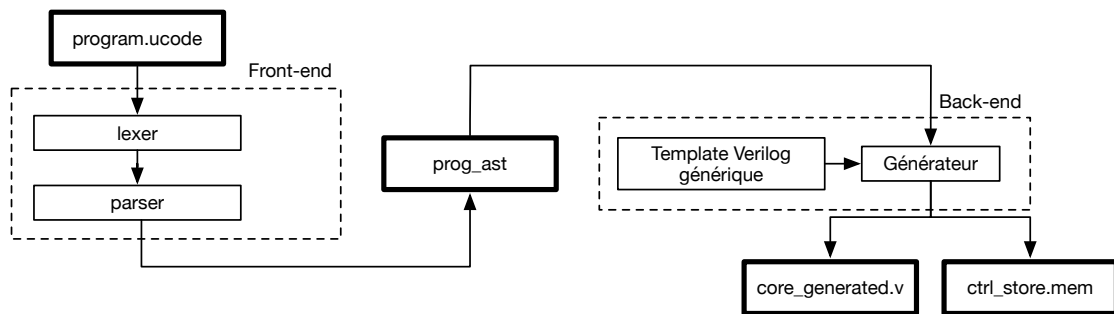 program.ucode
Front-end
lexer
parser
prog_ast
Back-end
Template Verilog
générique
Générateur
core_generated.v
ctrl_store.mem